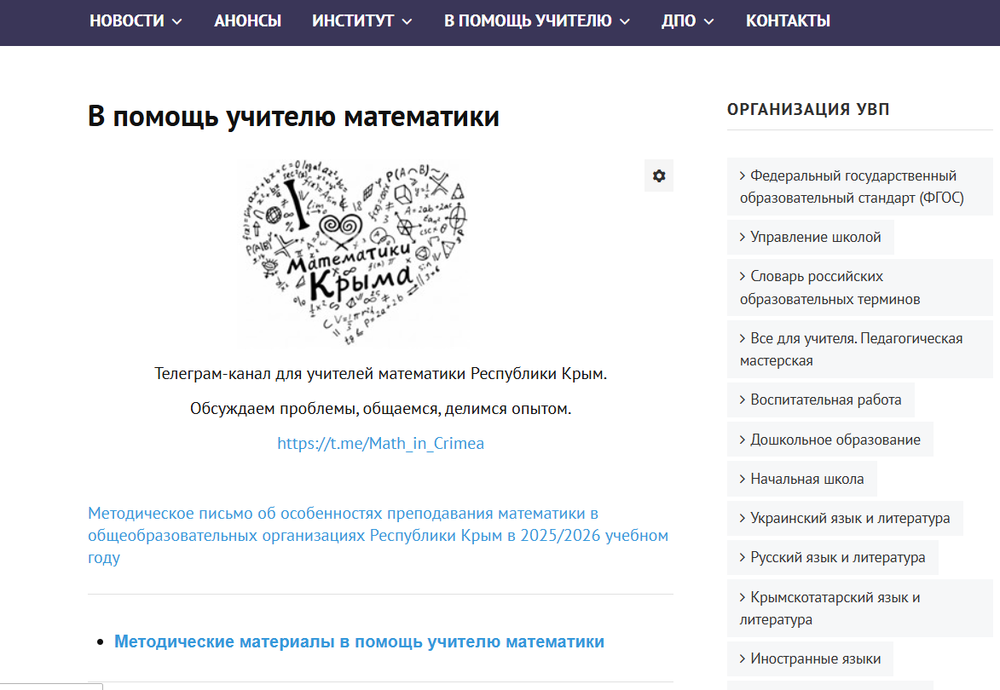 НОВОСТИ АНОНСЫ ИНСТИТУТ В ПОМОЩЬ УЧИТЕЛЮ ДПО КОНТАКТЫ
В помощь учителю математики
I
Математики
Крыма
Телеграм-канал для учителей математики Республики Крым.
Обсуждаем проблемы, общаемся, делимся опытом.
https://t.me/Math_in_Crimea
Методическое письмо об особенностях преподавания математики в
общеобразовательных организациях Республики Крым в 2025/2026 учебном
году
Методические материалы в помощь учителю математики
ОРГАНИЗАЦИЯ УВП
Федеральный государственный
образовательный стандарт (ФГОС)
Управление школой
Словарь российских
образовательных терминов
Все для учителя. Педагогическая
мастерская
Воспитательная работа
Дошкольное образование
Начальная школа
Украинский язык и литература
Русский язык и литература
Крымскотатарский язык и
литература
Иностранные языки